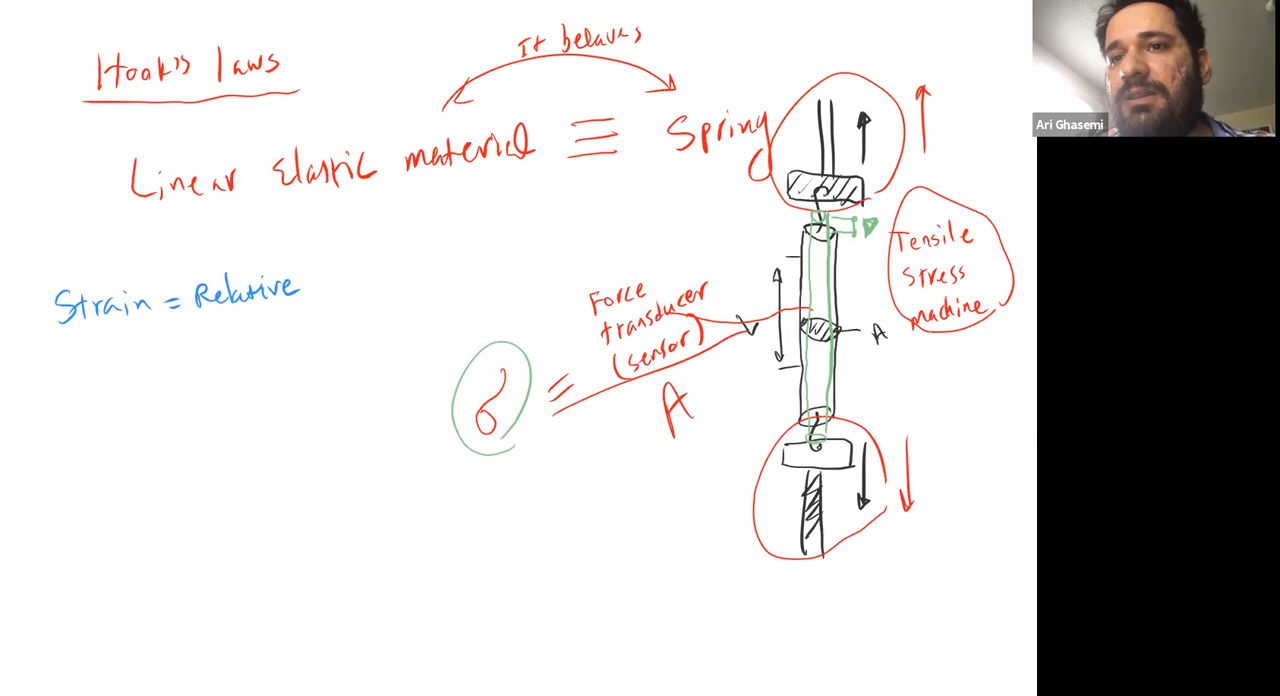 Hook's laws
It behaves
Linear Elastic material ≡ Spring
Ari Ghasemi
Tensile
stress
machine
Strain = Relative
Force
transducer
(sensor)
σ =
A
A